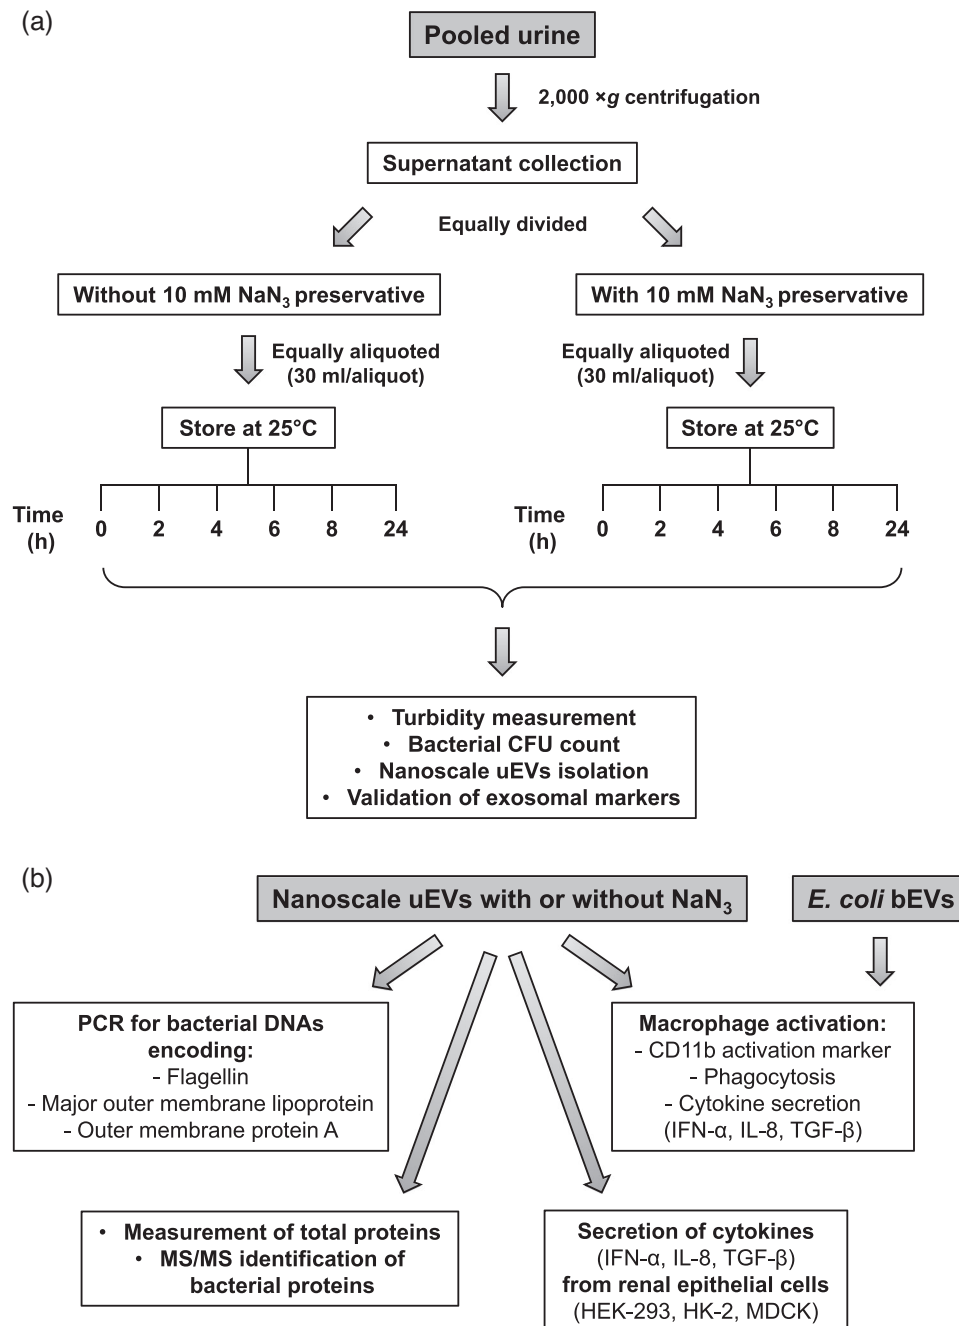 (a)
Pooled urine
2,000 ×g centrifugation
Supernatant collection
Equally divided
Without 10 mM NaN₃ preservative
With 10 mM NaN₃ preservative
Equally aliquoted
(30 ml/aliquot)
Equally aliquoted
(30 ml/aliquot)
Store at 25°C
Store at 25°C
Time
(h)
0 2 4 6 8 24
Time
(h)
0 2 4 6 8 24
• Turbidity measurement
• Bacterial CFU count
• Nanoscale uEVs isolation
• Validation of exosomal markers
(b)
Nanoscale uEVs with or without NaN₃
E. coli bEVs
PCR for bacterial DNAs
encoding:
- Flagellin
- Major outer membrane lipoprotein
- Outer membrane protein A
Macrophage activation:
- CD11b activation marker
- Phagocytosis
- Cytokine secretion
(IFN-α, IL-8, TGF-β)
• Measurement of total proteins
• MS/MS identification of
bacterial proteins
Secretion of cytokines
(IFN-α, IL-8, TGF-β)
from renal epithelial cells
(HEK-293, HK-2, MDCK)